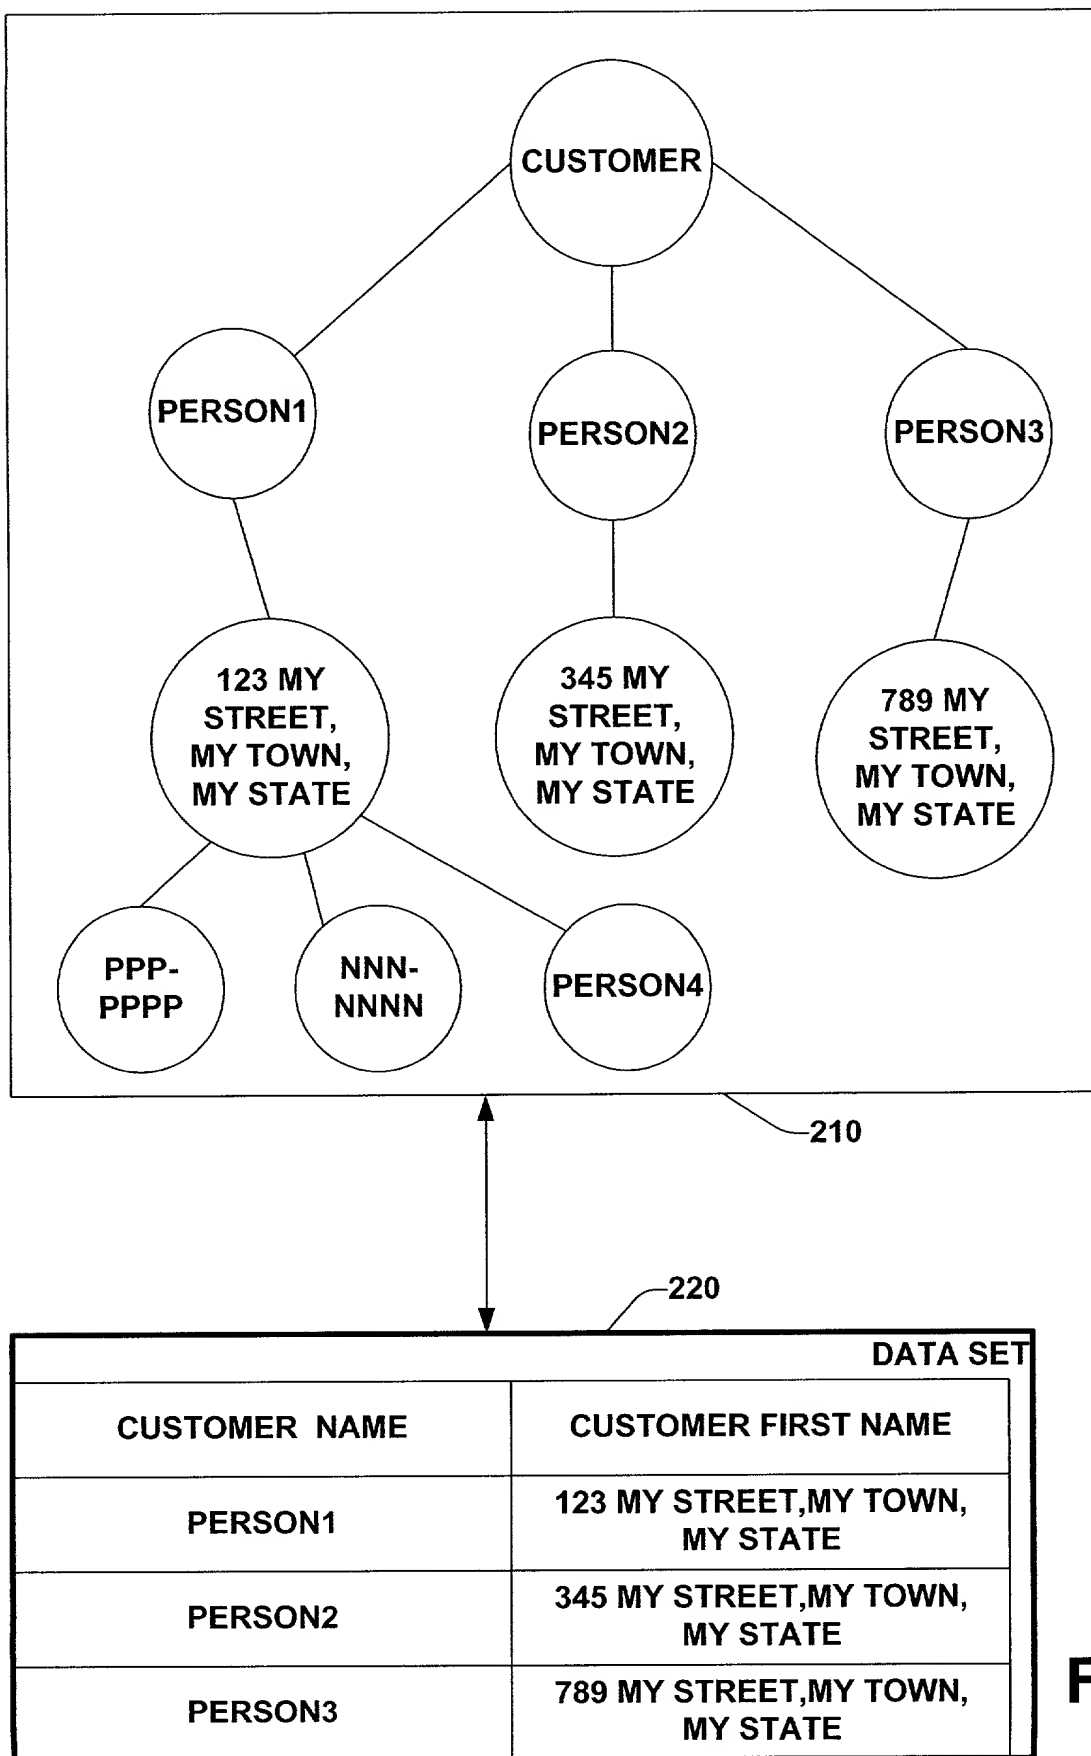 CUSTOMER
PERSON1
PERSON2
PERSON3
123 MY
STREET,
MY TOWN,
MY STATE
345 MY
STREET,
MY TOWN,
MY STATE
789 MY
STREET,
MY TOWN,
MY STATE
PPP-
PPPP
NNN-
NNNN
PERSON4
210
220
DATA SET
CUSTOMER NAME
CUSTOMER FIRST NAME
PERSON1
123 MY STREET,MY TOWN,
MY STATE
PERSON2
345 MY STREET,MY TOWN,
MY STATE
PERSON3
789 MY STREET,MY TOWN,
MY STATE
F